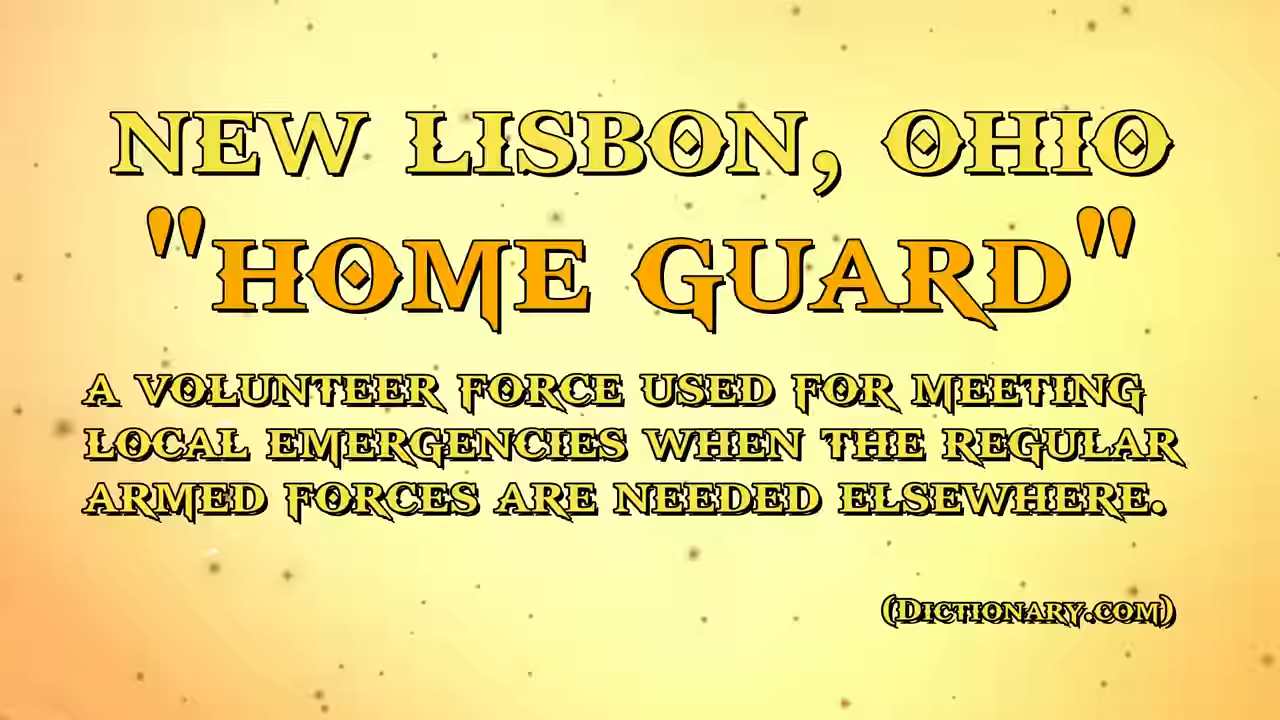 NEW LISBON, OHIO
"HOME GUARD"
A VOLUNTEER FORCE USED FOR MEETING
LOCAL EMERGENCIES WHEN THE REGULAR
ARMED FORCES ARE NEEDED ELSEWHERE.
(DICTIONARY.COM)